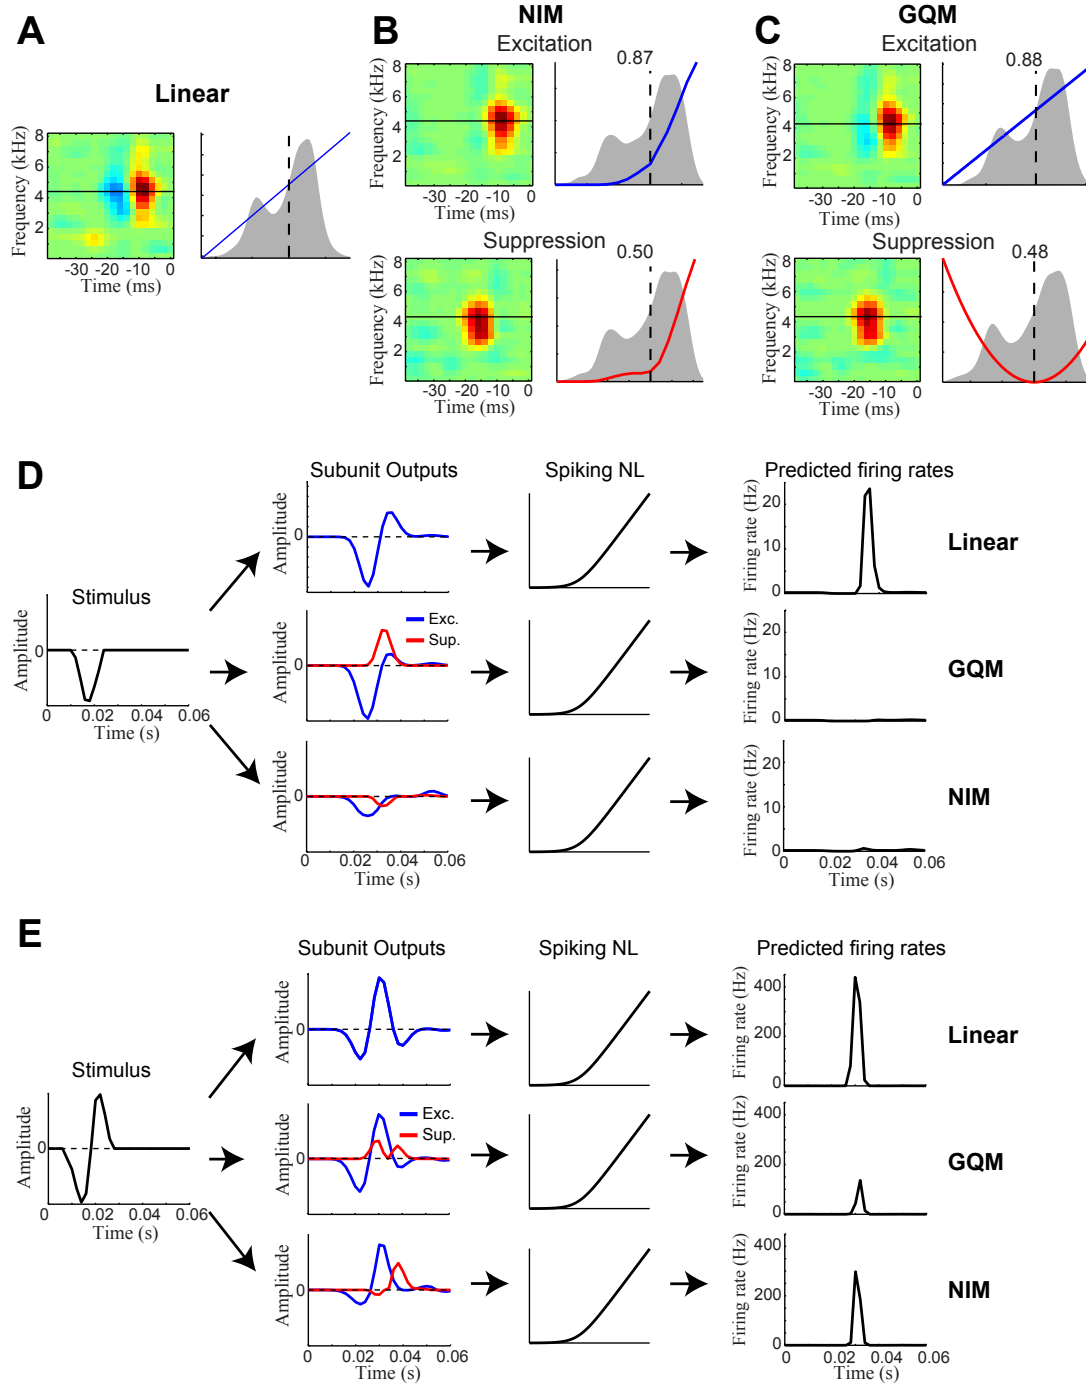 A
Linear
Frequency (kHz)
8
6
4
2
-30 -20 -10 0
Time (ms)
B
NIM
Excitation
0.87
Frequency (kHz)
8
6
4
2
-30 -20 -10 0
Time (ms)
Suppression
0.50
Frequency (kHz)
8
6
4
2
-30 -20 -10 0
Time (ms)
C
GQM
Excitation
0.88
Frequency (kHz)
8
6
4
2
-30 -20 -10 0
Time (ms)
Suppression
0.48
Frequency (kHz)
8
6
4
2
-30 -20 -10 0
Time (ms)
D
Subunit Outputs
Spiking NL
Predicted firing rates
Stimulus
Amplitude
0
0 0.02 0.04 0.06
Time (s)
Amplitude
0
Firing rate (Hz)
20
10
0
Linear
Amplitude
0
Exc.
Sup.
Firing rate (Hz)
20
10
0
GQM
Amplitude
0
0 0.02 0.04 0.06
Time (s)
Firing rate (Hz)
20
10
0
0 0.02 0.04 0.06
Time (s)
NIM
E
Subunit Outputs
Spiking NL
Predicted firing rates
Stimulus
Amplitude
0
0 0.02 0.04 0.06
Time (s)
Amplitude
0
Firing rate (Hz)
400
200
0
Linear
Amplitude
0
Exc.
Sup.
Firing rate (Hz)
400
200
0
GQM
Amplitude
0
0 0.02 0.04 0.06
Time (s)
Firing rate (Hz)
400
200
0
0 0.02 0.04 0.06
Time (s)
NIM